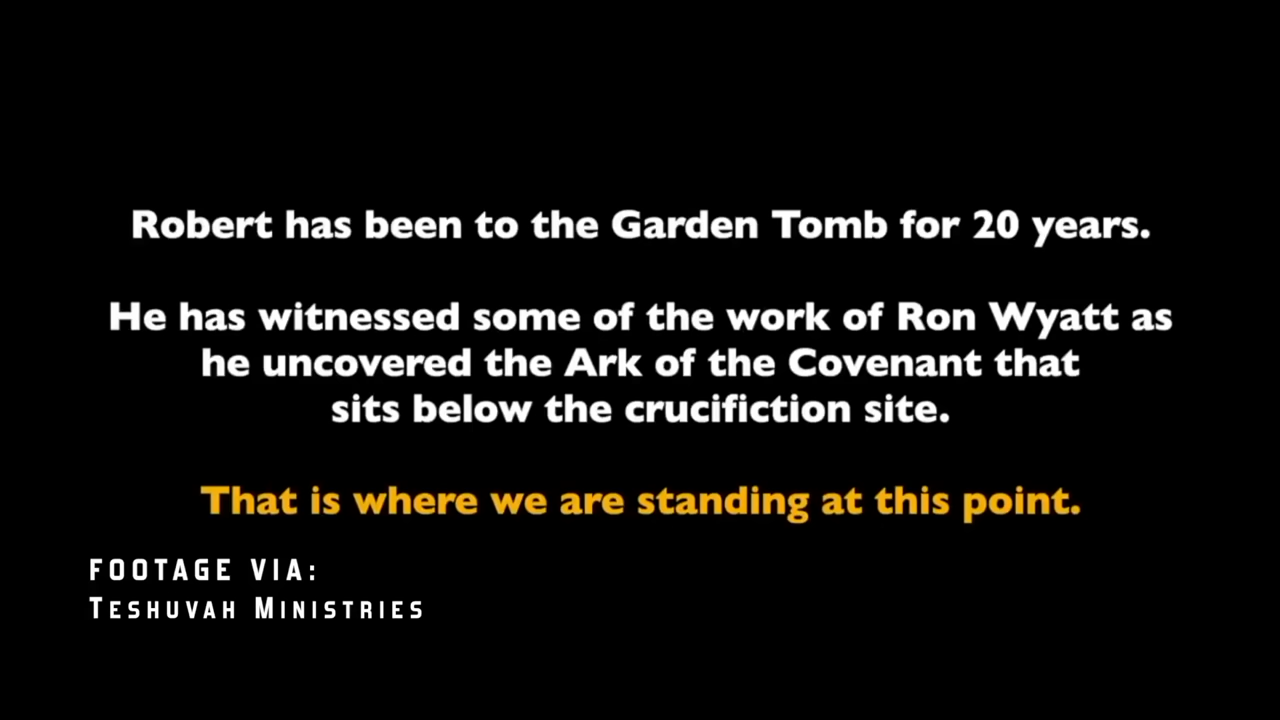 Robert has been to the Garden Tomb for 20 years.
He has witnessed some of the work of Ron Wyatt as
he uncovered the Ark of the Covenant that
sits below the crucifiction site.
That is where we are standing at this point.
FOOTAGE VIA:
TESHUVAH MINISTRIES